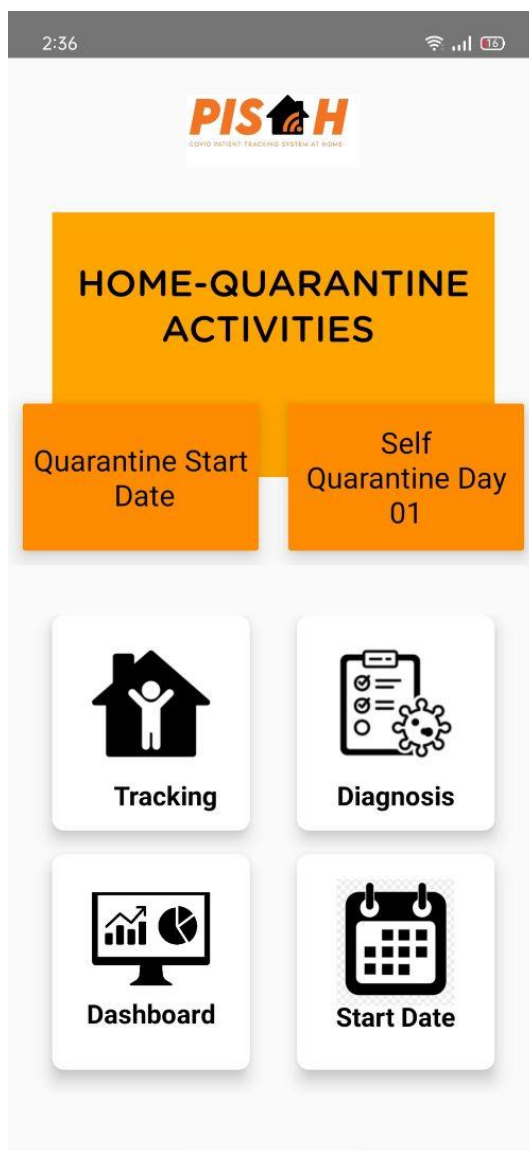 2:36
16
PIS H
COVID PATIENT TRACKING SYSTEM AT HOME
HOME-QUARANTINE
ACTIVITIES
Quarantine Start
Date
Self
Quarantine Day
01
Tracking
Diagnosis
Dashboard
Start Date